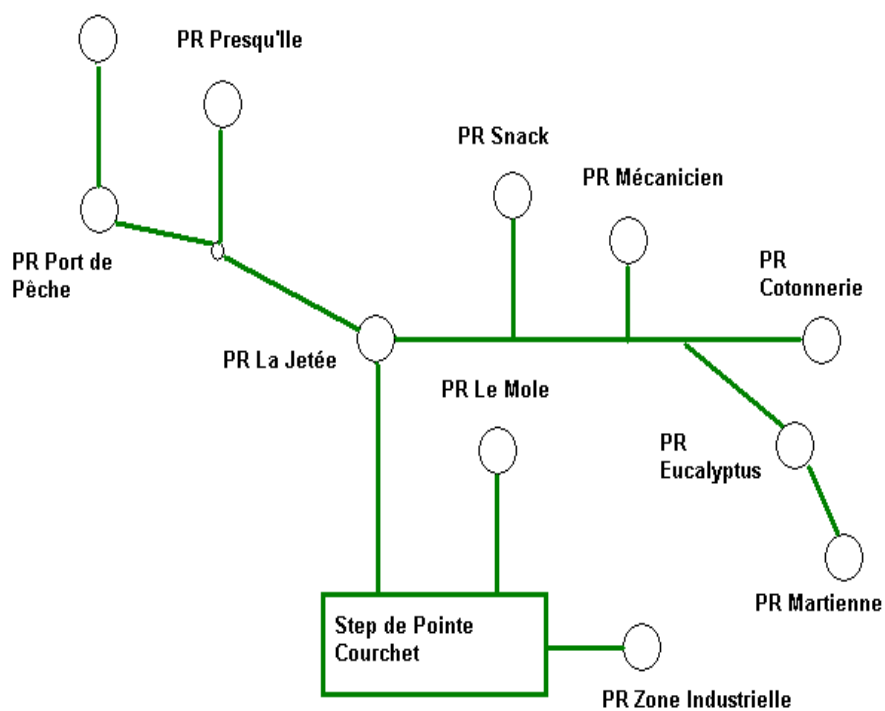 PR Presqu'Ile
PR Snack
PR Mécanicien
PR Port de
Pêche
PR
Cotonnerie
PR La Jetée
PR Le Mole
PR
Eucalyptus
PR Martienne
Step de Pointe
Courchet
PR Zone Industrielle